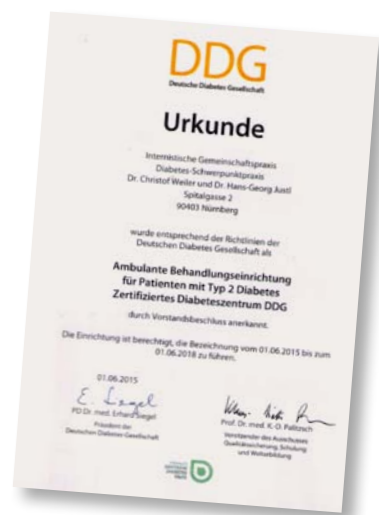 DDG
Deutsche Diabetes Gesellschaft
Urkunde
Internistische Gemeinschaftspraxis
Diabetes-Schwerpunktpraxis
Dr. Christof Weiler und Dr. Hans-Georg Justl
Spitalgasse 2
90403 Nürnberg
wurde entsprechend der Richtlinien der
Deutschen Diabetes Gesellschaft als
Ambulante Behandlungseinrichtung
für Patienten mit Typ 2 Diabetes
Zertifiziertes Diabeteszentrum DDG
durch Vorstandsbeschluss anerkannt.
Die Einrichtung ist berechtigt, die Bezeichnung vom 01.06.2015 bis zum
01.06.2018 zu führen.
01.06.2015
PD Dr. med. Erhard Siegel
Präsident der
Deutschen Diabetes Gesellschaft
Prof. Dr. med. K. O. Palitzsch
Vorsitzender des Ausschusses
Qualitätssicherung, Schulung
und Weiterbildung